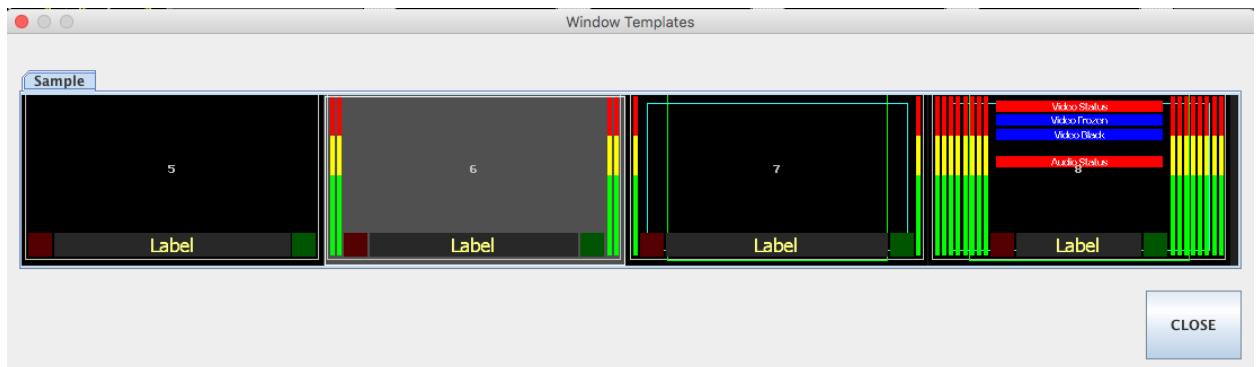 Window Templates
Sample
5
Label
6
Label
7
Label
Video Status
Video Frozen
Video Black
Audio Status
8
Label
CLOSE